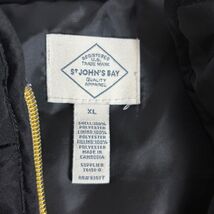 REGISTERED
U.S.
TRADE MARK
ST JOHN'S BAY
QUALITY
APPAREL
XL
SHELL:100%
POLYESTER
LINING:100%
POLYESTER
FILLING:100%
POLYESTER
MADE IN
CAMBODIA
SUPPLIER